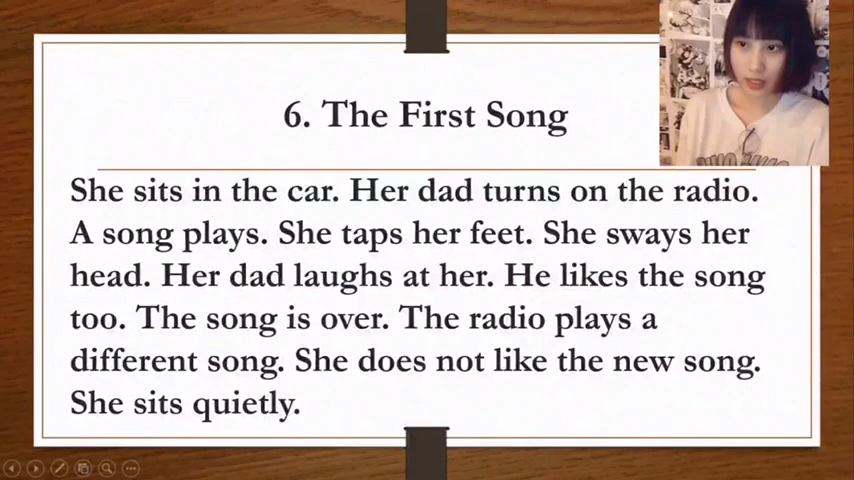 6. The First Song
She sits in the car. Her dad turns on the radio.
A song plays. She taps her feet. She sways her
head. Her dad laughs at her. He likes the song
too. The song is over. The radio plays a
different song. She does not like the new song.
She sits quietly.